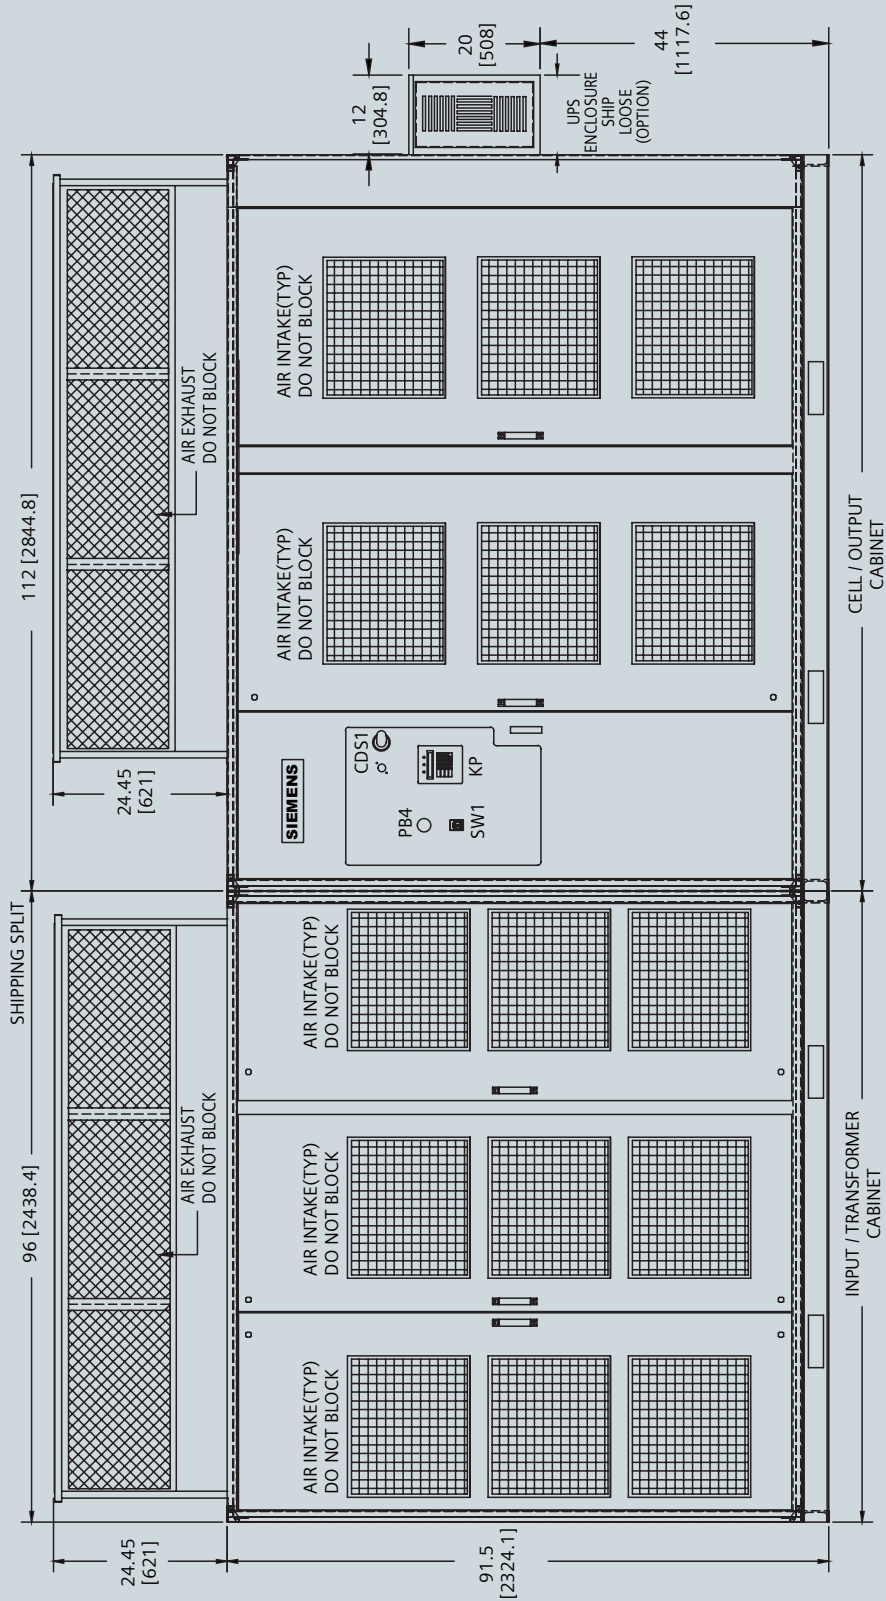 SHIPPING SPLIT
96 [2438.4]
112 [2844.8]
24.45
[621]
24.45
[621]
AIR EXHAUST
DO NOT BLOCK
AIR EXHAUST
DO NOT BLOCK
12
[304.8]
20
[508]
91.5
[2324.1]
AIR INTAKE(TYP)
DO NOT BLOCK
AIR INTAKE(TYP)
DO NOT BLOCK
AIR INTAKE(TYP)
DO NOT BLOCK
SIEMENS
CDS1
PB4
KP
SW1
AIR INTAKE(TYP)
DO NOT BLOCK
AIR INTAKE(TYP)
DO NOT BLOCK
UPS
ENCLOSURE
SHIP
LOOSE
(OPTION)
44
[1117.6]
INPUT / TRANSFORMER
CABINET
CELL / OUTPUT
CABINET